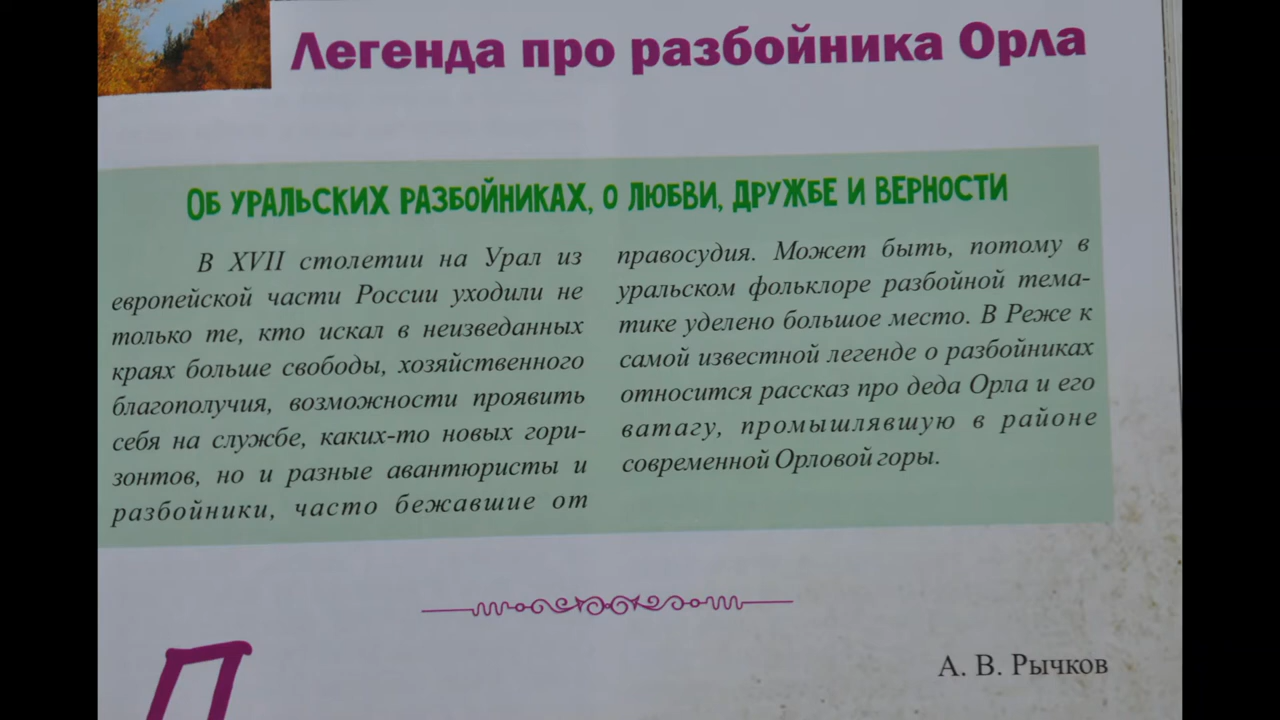 Легенда про разбойника Орла
Об уральских разбойниках, о любви, дружбе и верности
В XVII столетии на Урал из
европейской части России уходили не
только те, кто искал в неизведанных
краях больше свободы, хозяйственного
благополучия, возможности проявить
себя на службе, каких-то новых гори-
зонтов, но и разные авантюристы и
разбойники, часто бежавшие от
правосудия. Может быть, потому в
уральском фольклоре разбойной тема-
тике уделено большое место. В Реже к
самой известной легенде о разбойниках
относится рассказ про деда Орла и его
ватагу, промышлявшую в районе
современной Орловой горы.
А. В. Рычков
П